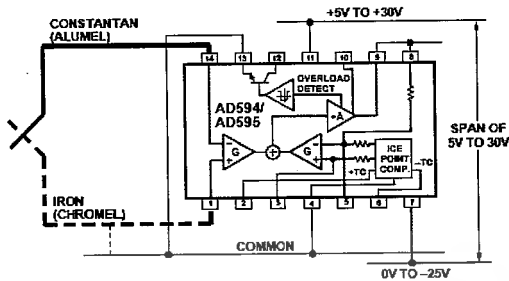 CONSTANTAN
(ALUMEL)
+5V TO +30V
14 13 12 11 10 9 8
OVERLOAD
DETECT
AD594/
AD595
+A
–
G
+
–
G
+
ICE
POINT
COMP.
–TC
+TC
SPAN OF
5V TO 30V
IRON
(CHROMEL)
1 2 3 4 5 6 7
COMMON
0V TO –25V